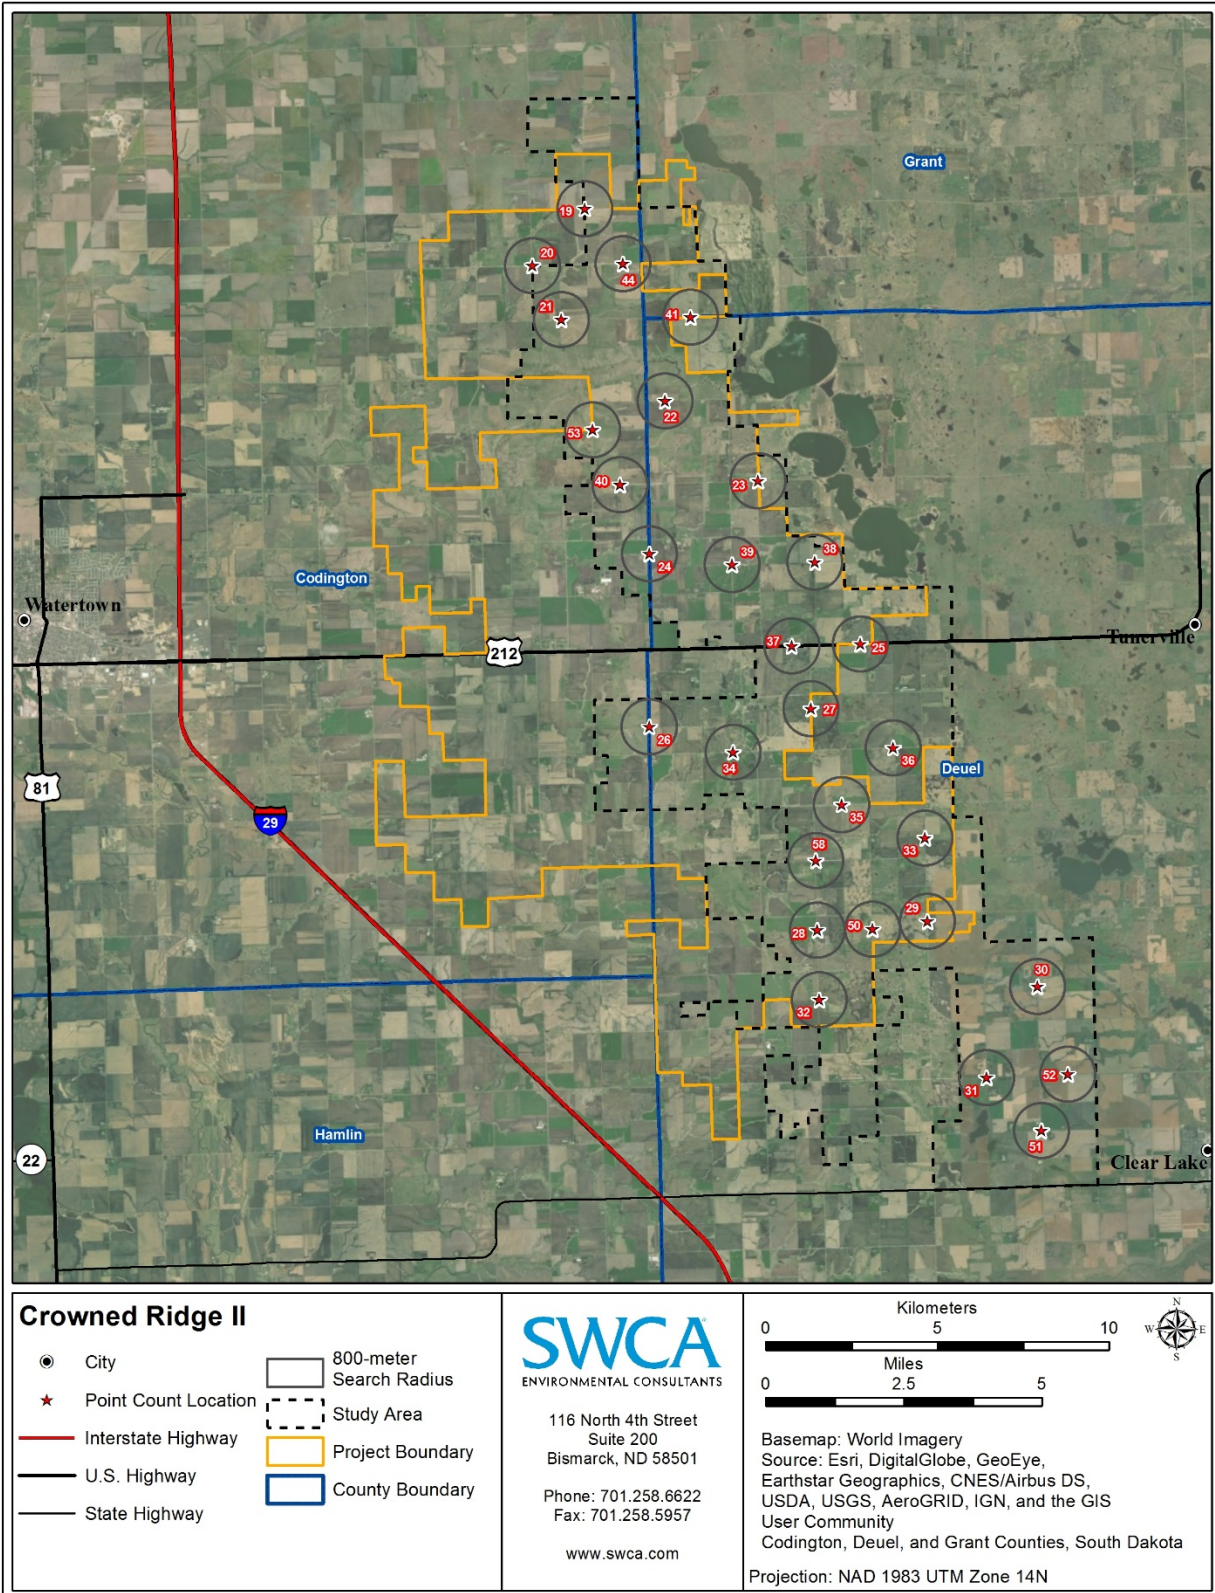 Grant
19
20
44
21
41
22
53
40
23
24
39
38
Codington
Watertown
37
25
Tunerville
212
27
26
34
36
Deuel
81
35
29
33
58
29
28
50
30
32
31
52
51
Hamlin
22
Clear Lake
Crowned Ridge II
City
Point Count Location
Interstate Highway
U.S. Highway
State Highway
800-meter
Search Radius
Study Area
Project Boundary
County Boundary
SWCA
ENVIRONMENTAL CONSULTANTS
116 North 4th Street
Suite 200
Bismarck, ND 58501
Phone: 701.258.6622
Fax: 701.258.5957
www.swca.com
Kilometers
0 5 10
Miles
0 2.5 5
N
W E
S
Basemap: World Imagery
Source: Esri, DigitalGlobe, GeoEye,
Earthstar Geographics, CNES/Airbus DS,
USDA, USGS, AeroGRID, IGN, and the GIS
User Community
Codington, Deuel, and Grant Counties, South Dakota
Projection: NAD 1983 UTM Zone 14N